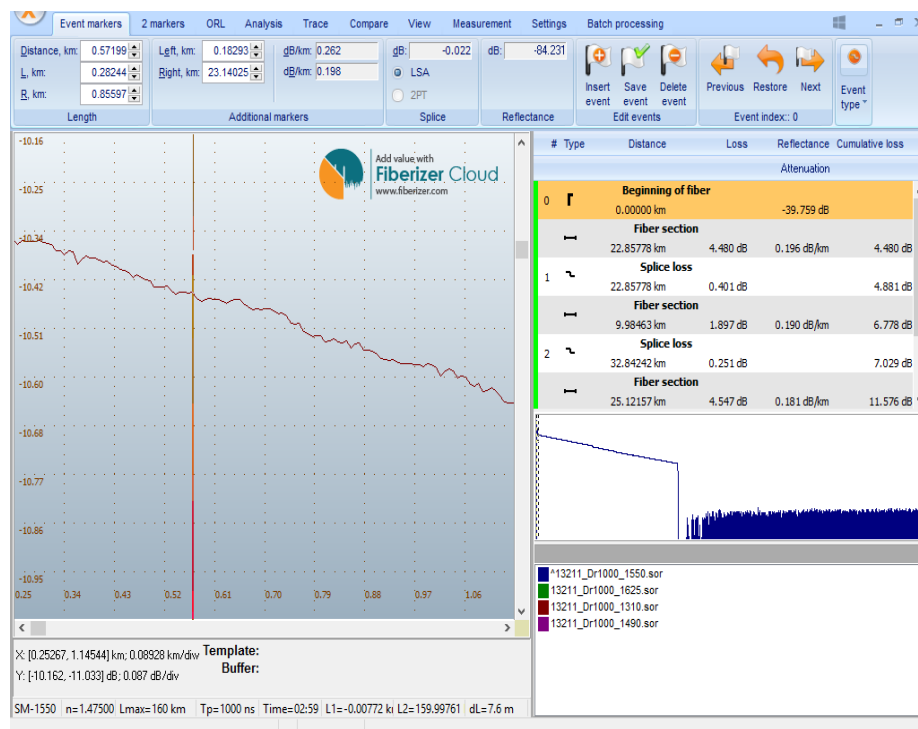 Event markers 2 markers ORL Analysis Trace Compare View Measurement Settings Batch processing
Distance, km: 0.57199 Left, km: 0.18293 dB/km: 0.262 dB: -0.022 dB: -84.231
L, km: 0.28244 Right, km: 23.14025 dB/km: 0.198 LSA
R, km: 0.85597 2PT
Insert event Save event Delete event Previous Restore Next Event type
Length Additional markers Splice Reflectance Edit events Event index:: 0
-10.16
-10.25
-10.34
-10.42
-10.51
-10.60
-10.68
-10.77
-10.86
-10.95
0.25 0.34 0.43 0.52 0.61 0.70 0.79 0.88 0.97 1.06
Add value with
Fiberizer Cloud
www.fiberizer.com
X: [0.25267, 1.14544] km; 0.08928 km/div Template:
Y: [-10.162, -11.033] dB; 0.087 dB/div Buffer:
# Type Distance Loss Reflectance Cumulative loss
Attenuation
0 Beginning of fiber
0.00000 km -39.759 dB
Fiber section
22.85778 km 4.480 dB 0.196 dB/km 4.480 dB
1 Splice loss
22.85778 km 0.401 dB 4.881 dB
Fiber section
9.98463 km 1.897 dB 0.190 dB/km 6.778 dB
2 Splice loss
32.84242 km 0.251 dB 7.029 dB
Fiber section
25.12157 km 4.547 dB 0.181 dB/km 11.576 dB
^13211_Dr1000_1550.sor
13211_Dr1000_1625.sor
13211_Dr1000_1310.sor
13211_Dr1000_1490.sor
SM-1550 n=1.47500 Lmax=160 km Tp=1000 ns Time=02:59 L1=-0.00772 ki L2=159.99761 dL=7.6 m